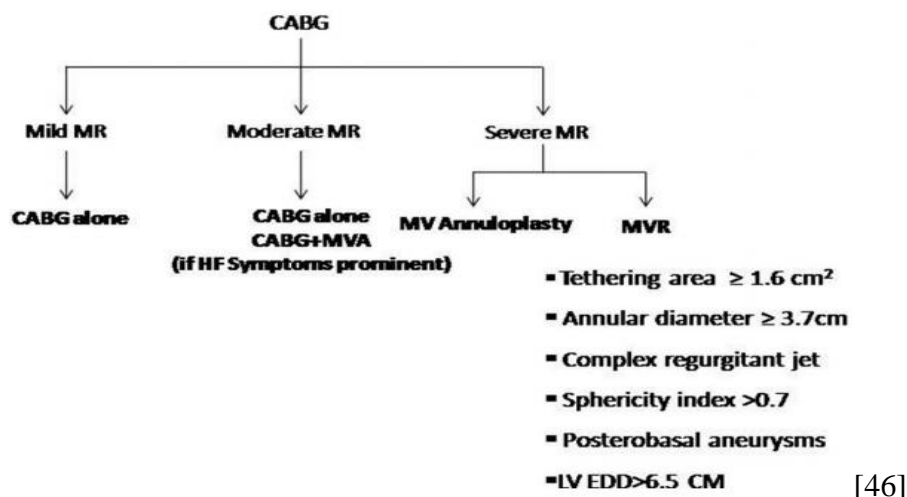 CABG
Mild MR
Moderate MR
Severe MR
CABG alone
CABG alone
CABG+MVA
(if HF Symptoms prominent)
MV Annuloplasty
MVR
▪Tethering area ≥ 1.6 cm²
▪Annular diameter ≥ 3.7cm
▪Complex regurgitant jet
▪Sphericity index >0.7
▪Posterobasal aneurysms
▪LV EDD>6.5 CM
[46]